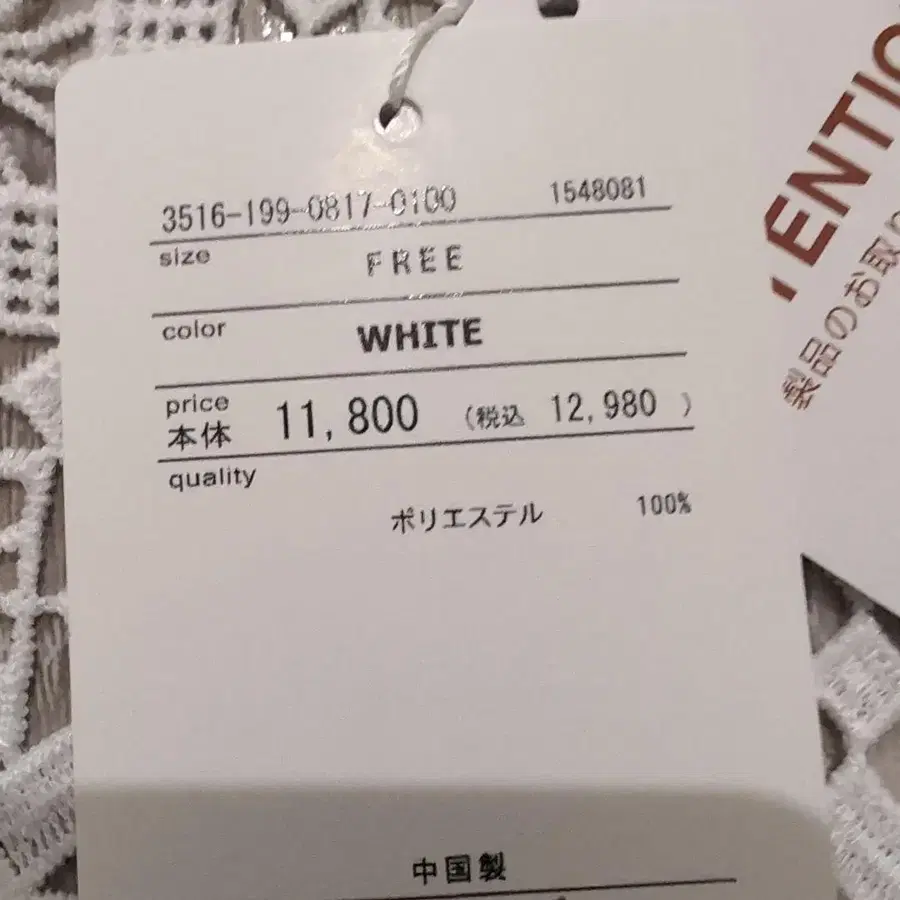 3516-199-0817-0100 1548081
size FREE
color WHITE
price
本体 11,800 (税込 12,980 )
quality
ポリエステル 100%
中国製
製品のお取